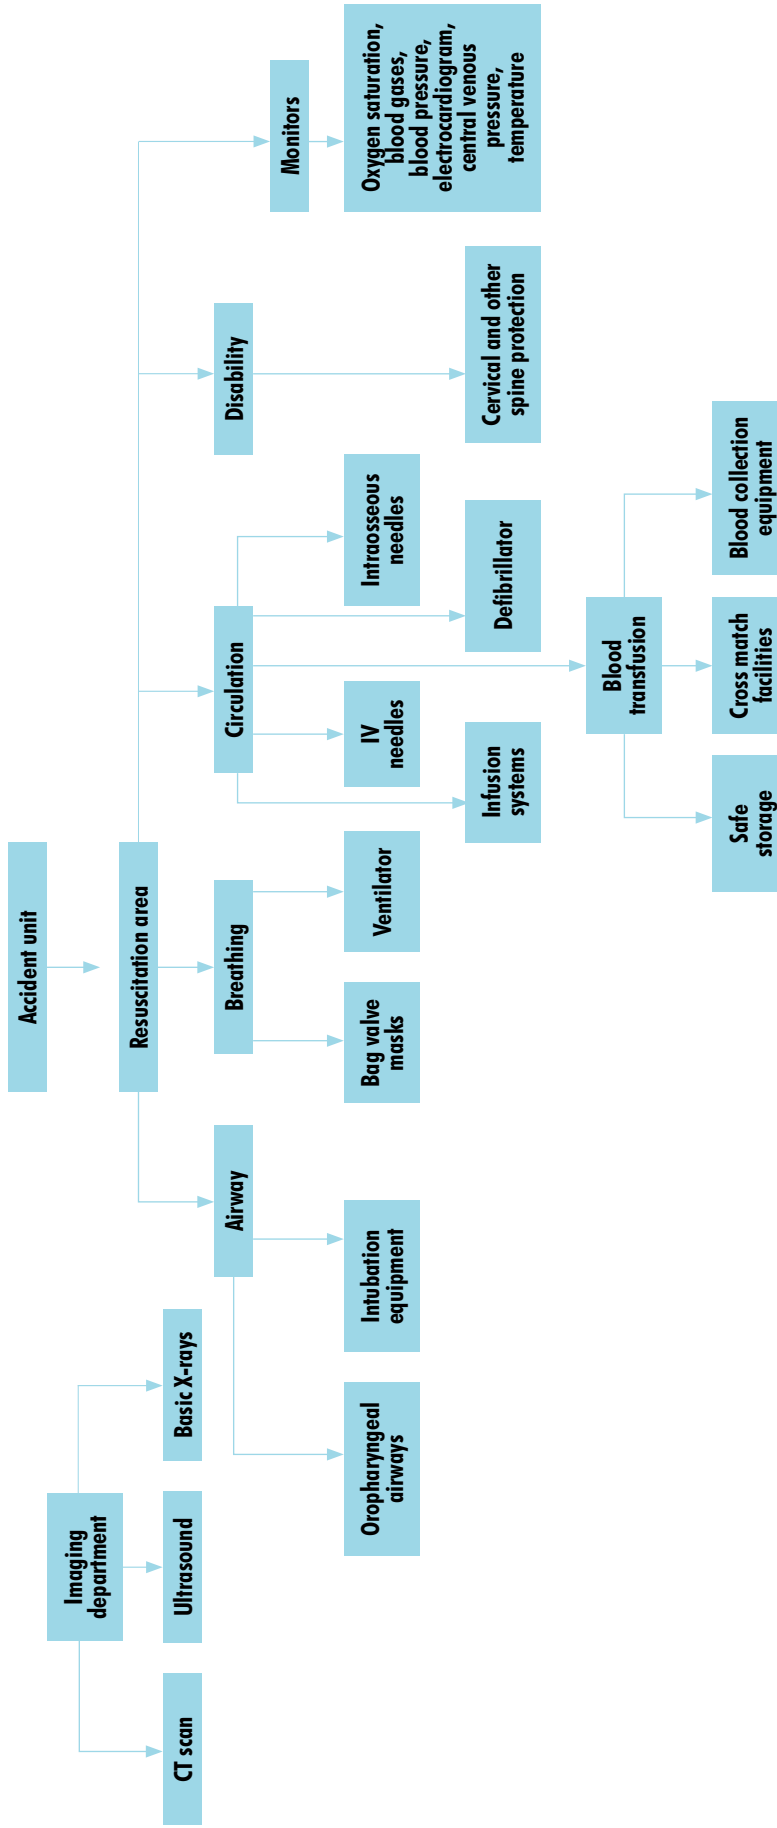 Accident unit
Imaging
department
CT scan
Ultrasound
Basic X-rays
Resuscitation area
Airway
Breathing
Circulation
Disability
Monitors
Oropharyngeal
airways
Intubation
equipment
Bag valve
masks
Ventilator
IV
needles
Intraosseous
needles
Oxygen saturation,
blood gases,
blood pressure,
electrocardiogram,
central venous
pressure,
temperature
Infusion
systems
Defibrillator
Cervical and other
spine protection
Blood
transfusion
Safe
storage
Cross match
facilities
Blood collection
equipment